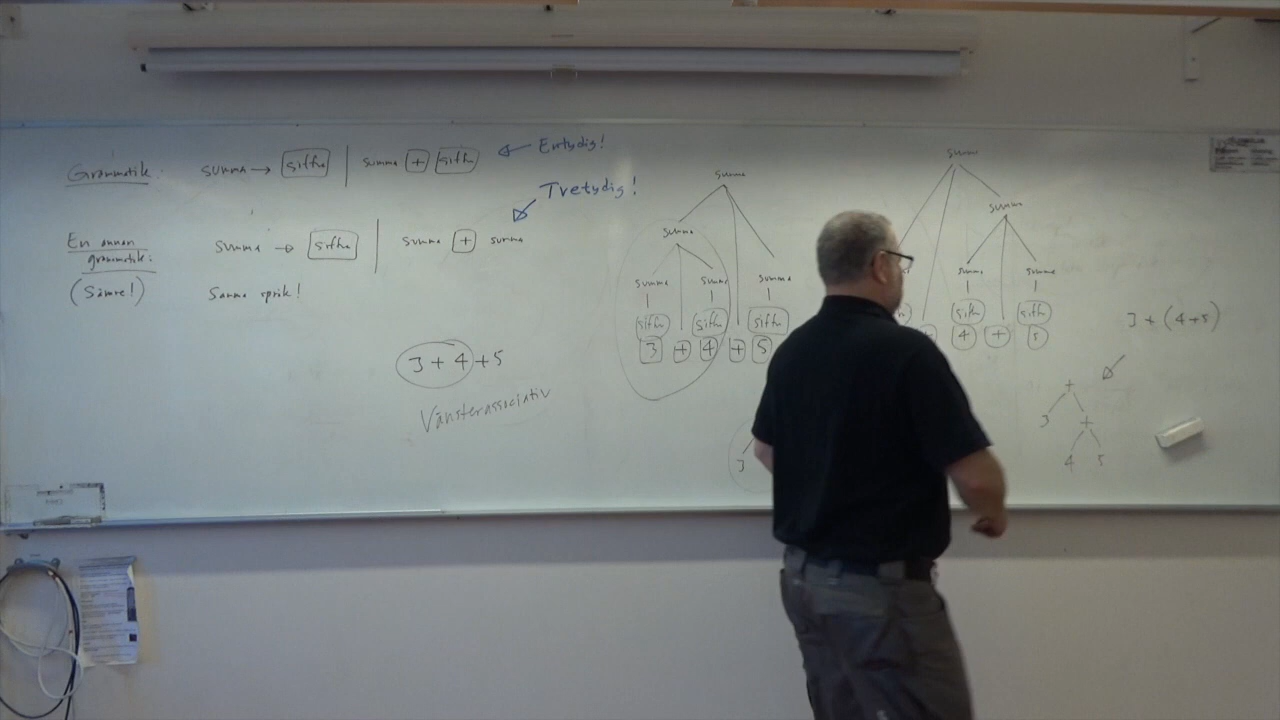 Grammatik: summa → siffra | summa + siffra ← Entydig!
Tvetydig!
En annan grammatik: summa → siffra | summa + summa
(Sämre!) Samma språk!
3 + 4 + 5
Vänsterassociativ
summa
summa
summa summa summa
siffra siffra siffra
3 + 4 + 5
3
summa
summa
summa summa
siffra siffra
4 + 5
3 + (4+5)
+
3 +
4 5